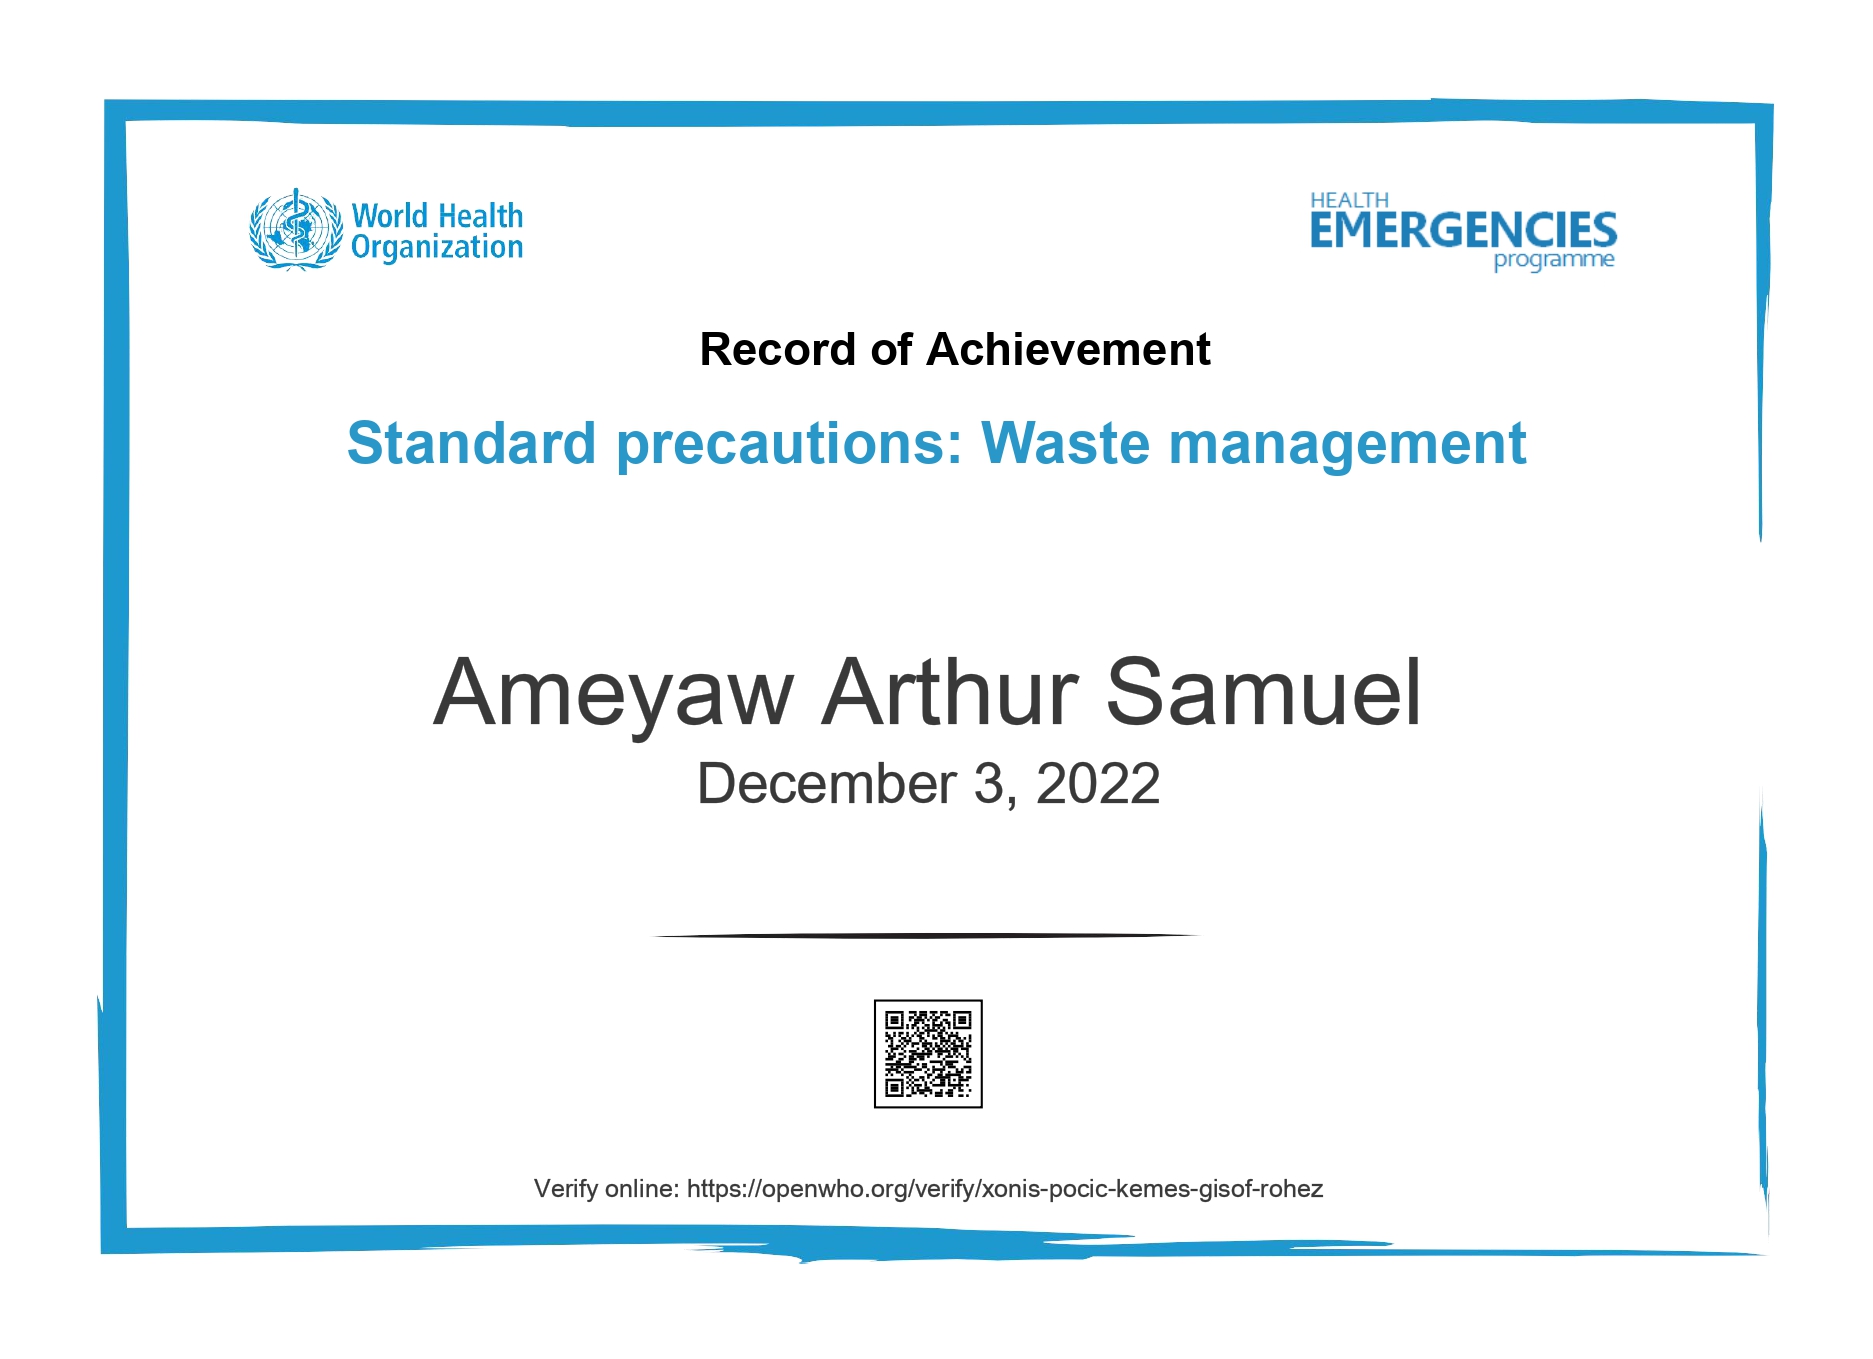 World Health
Organization
HEALTH
EMERGENCIES
programme
Record of Achievement
Standard precautions: Waste management
Ameyaw Arthur Samuel
December 3, 2022
Verify online: https://openwho.org/verify/xonis-pocic-kemes-gisof-rohez